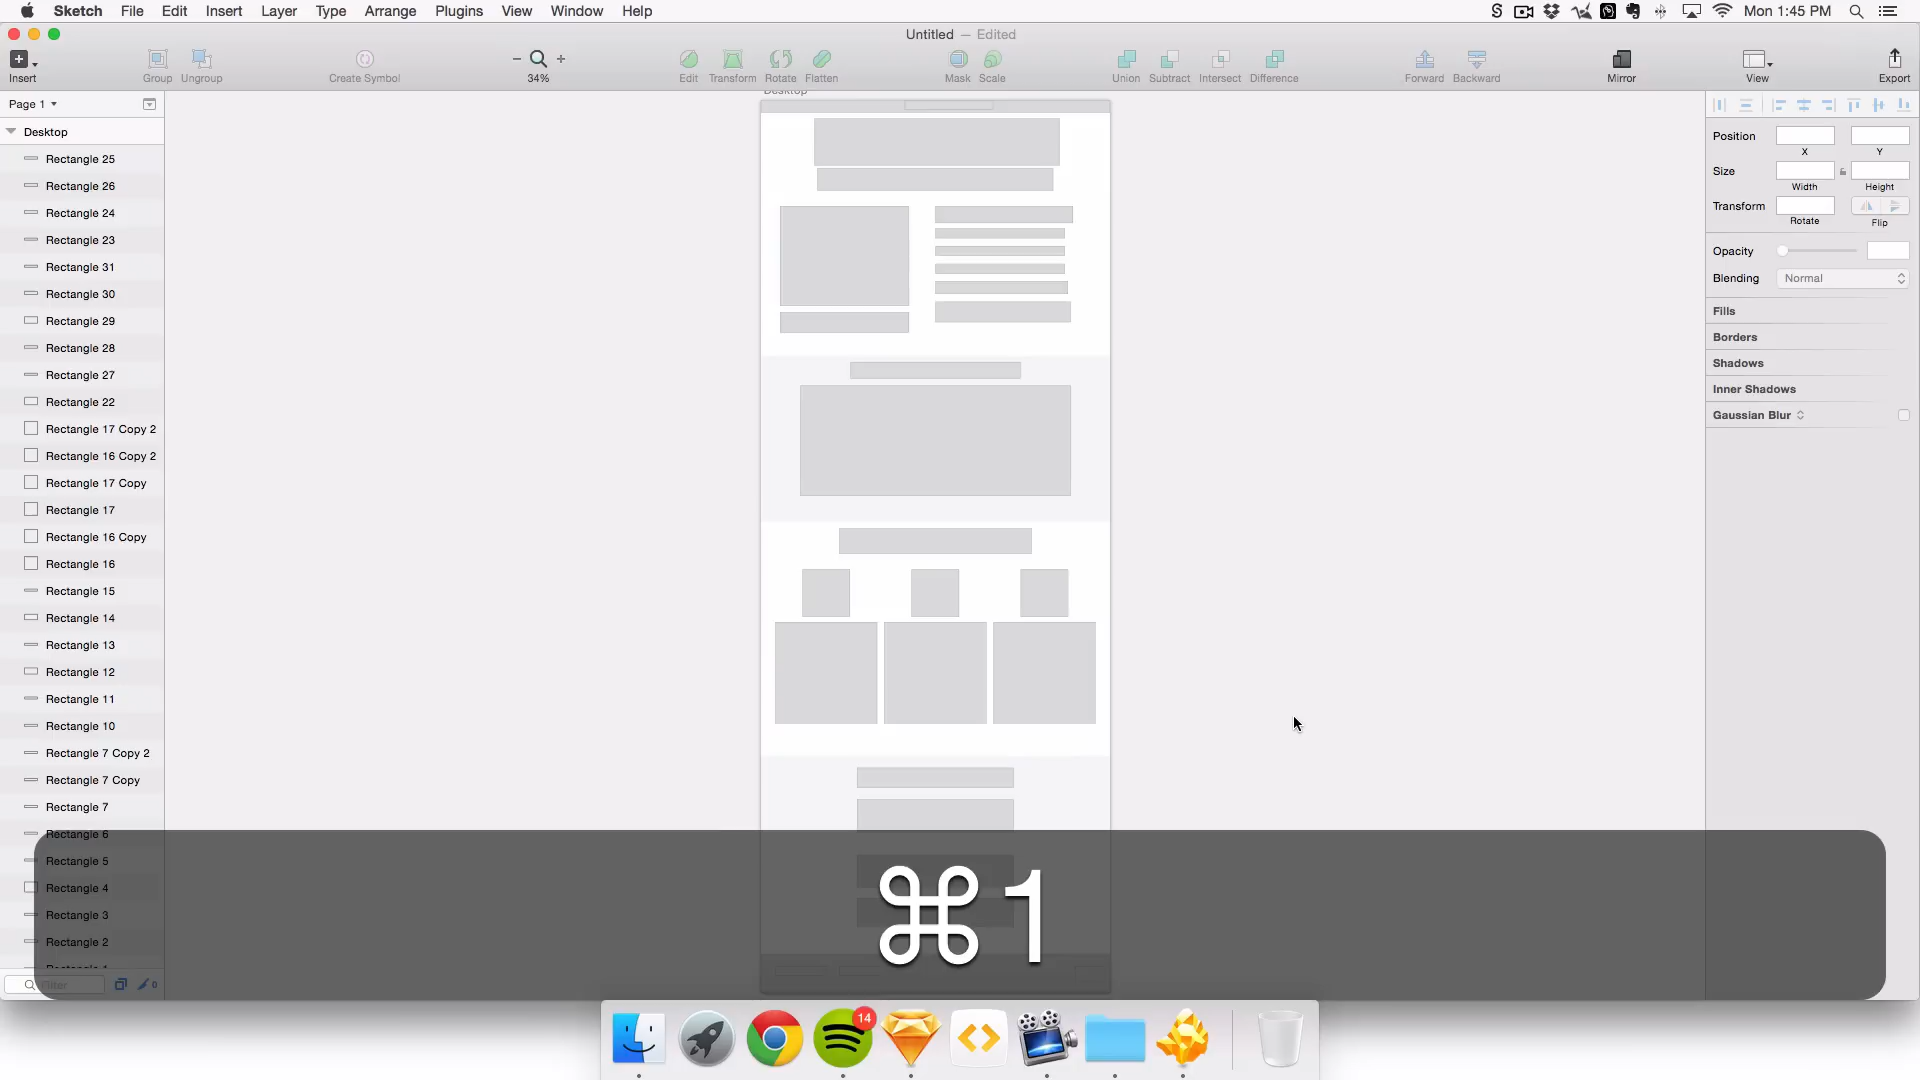 Sketch File Edit Insert Layer Type Arrange Plugins View Window Help Mon 1:45 PM
Untitled — Edited
Insert Group Ungroup Create Symbol 34% Edit Transform Rotate Flatten Mask Scale Union Subtract Intersect Difference Forward Backward Mirror View Export
Desktop
Page 1
Desktop
Rectangle 25
Rectangle 26
Rectangle 24
Rectangle 23
Rectangle 31
Rectangle 30
Rectangle 29
Rectangle 28
Rectangle 27
Rectangle 22
Rectangle 17 Copy 2
Rectangle 16 Copy 2
Rectangle 17 Copy
Rectangle 17
Rectangle 16 Copy
Rectangle 16
Rectangle 15
Rectangle 14
Rectangle 13
Rectangle 12
Rectangle 11
Rectangle 10
Rectangle 7 Copy 2
Rectangle 7 Copy
Rectangle 7
Rectangle 6
Rectangle 5
Rectangle 4
Rectangle 3
Rectangle 2
Rectangle 1
Filter 0
Position
X Y
Size
Width Height
Transform
Rotate Flip
Opacity
Blending Normal
Fills
Borders
Shadows
Inner Shadows
Gaussian Blur
⌘1
14